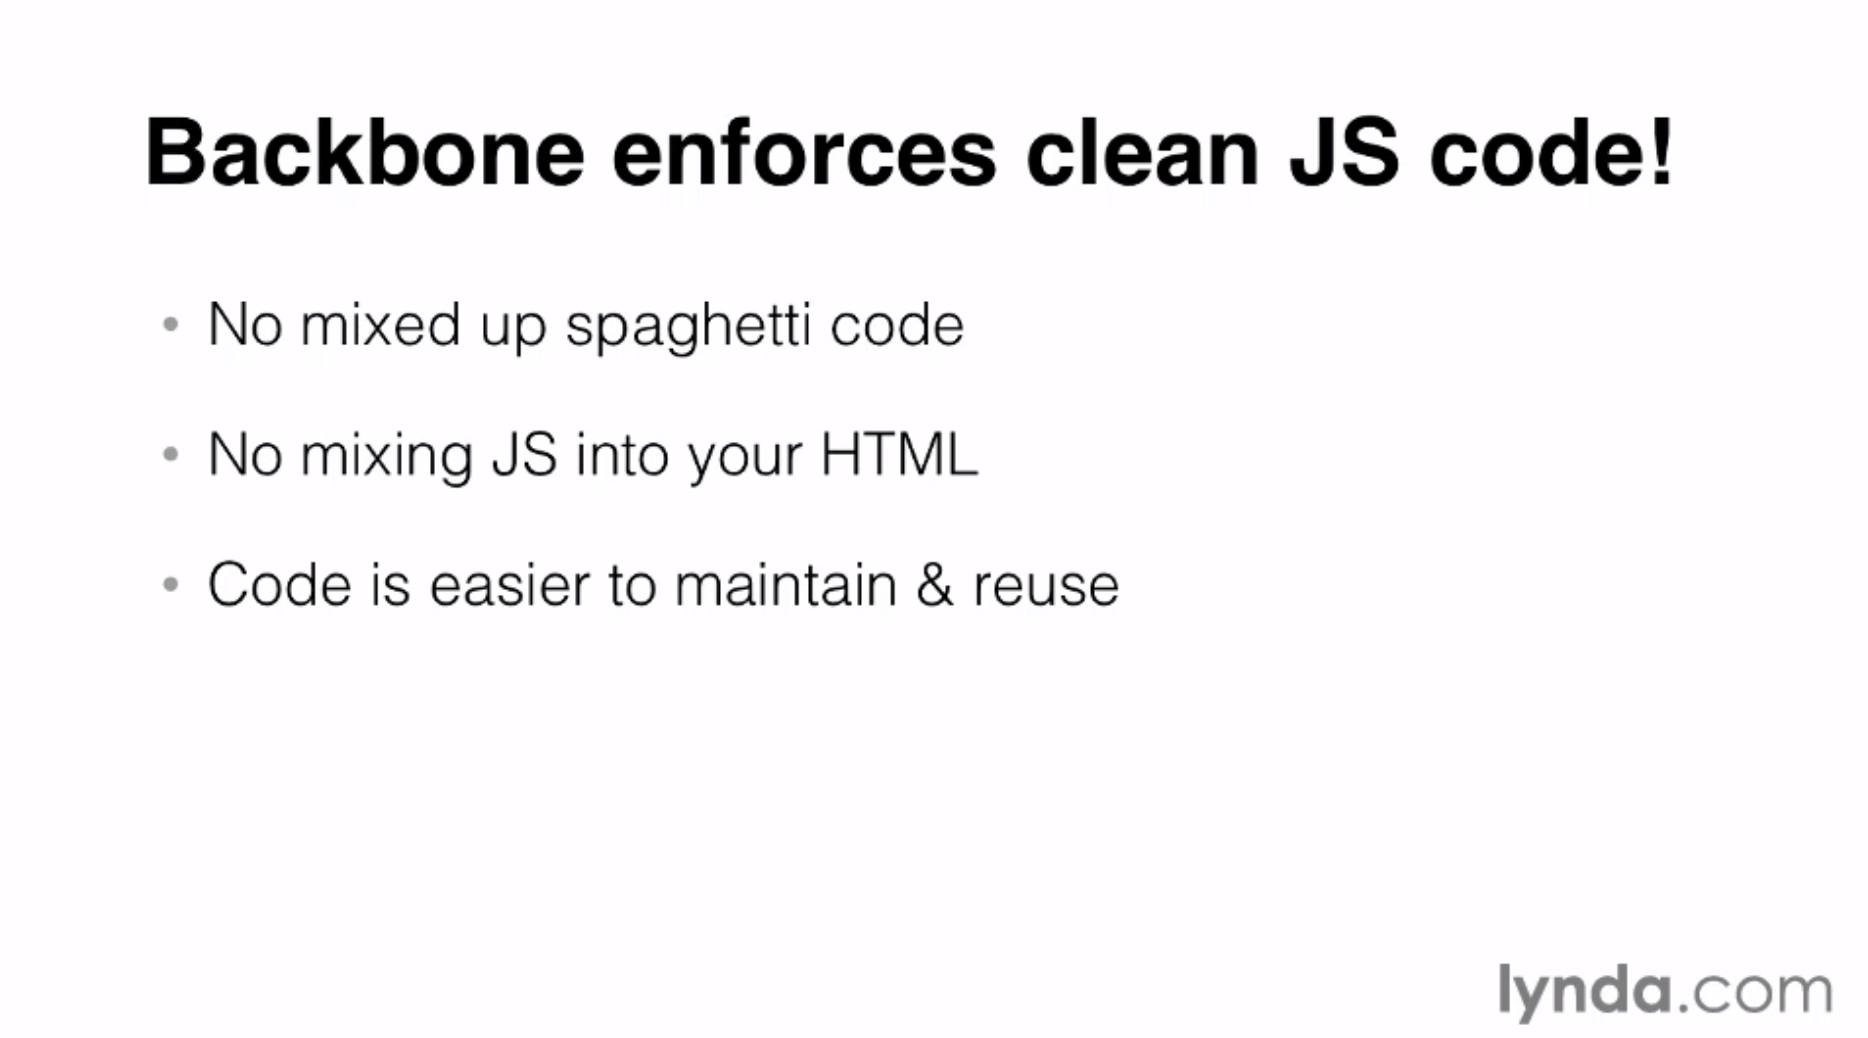 Backbone enforces clean JS code!
• No mixed up spaghetti code
• No mixing JS into your HTML
• Code is easier to maintain & reuse
lynda.com